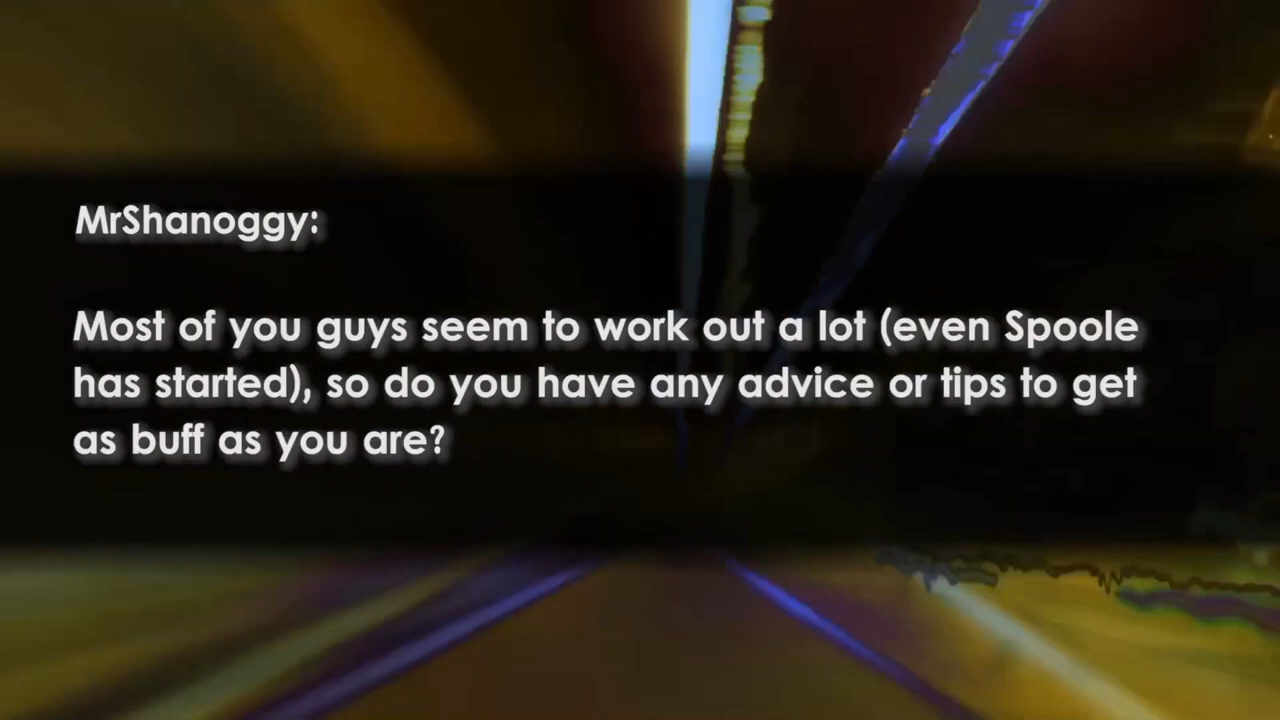 MrShanoggy:
Most of you guys seem to work out a lot (even Spoole
has started), so do you have any advice or tips to get
as buff as you are?